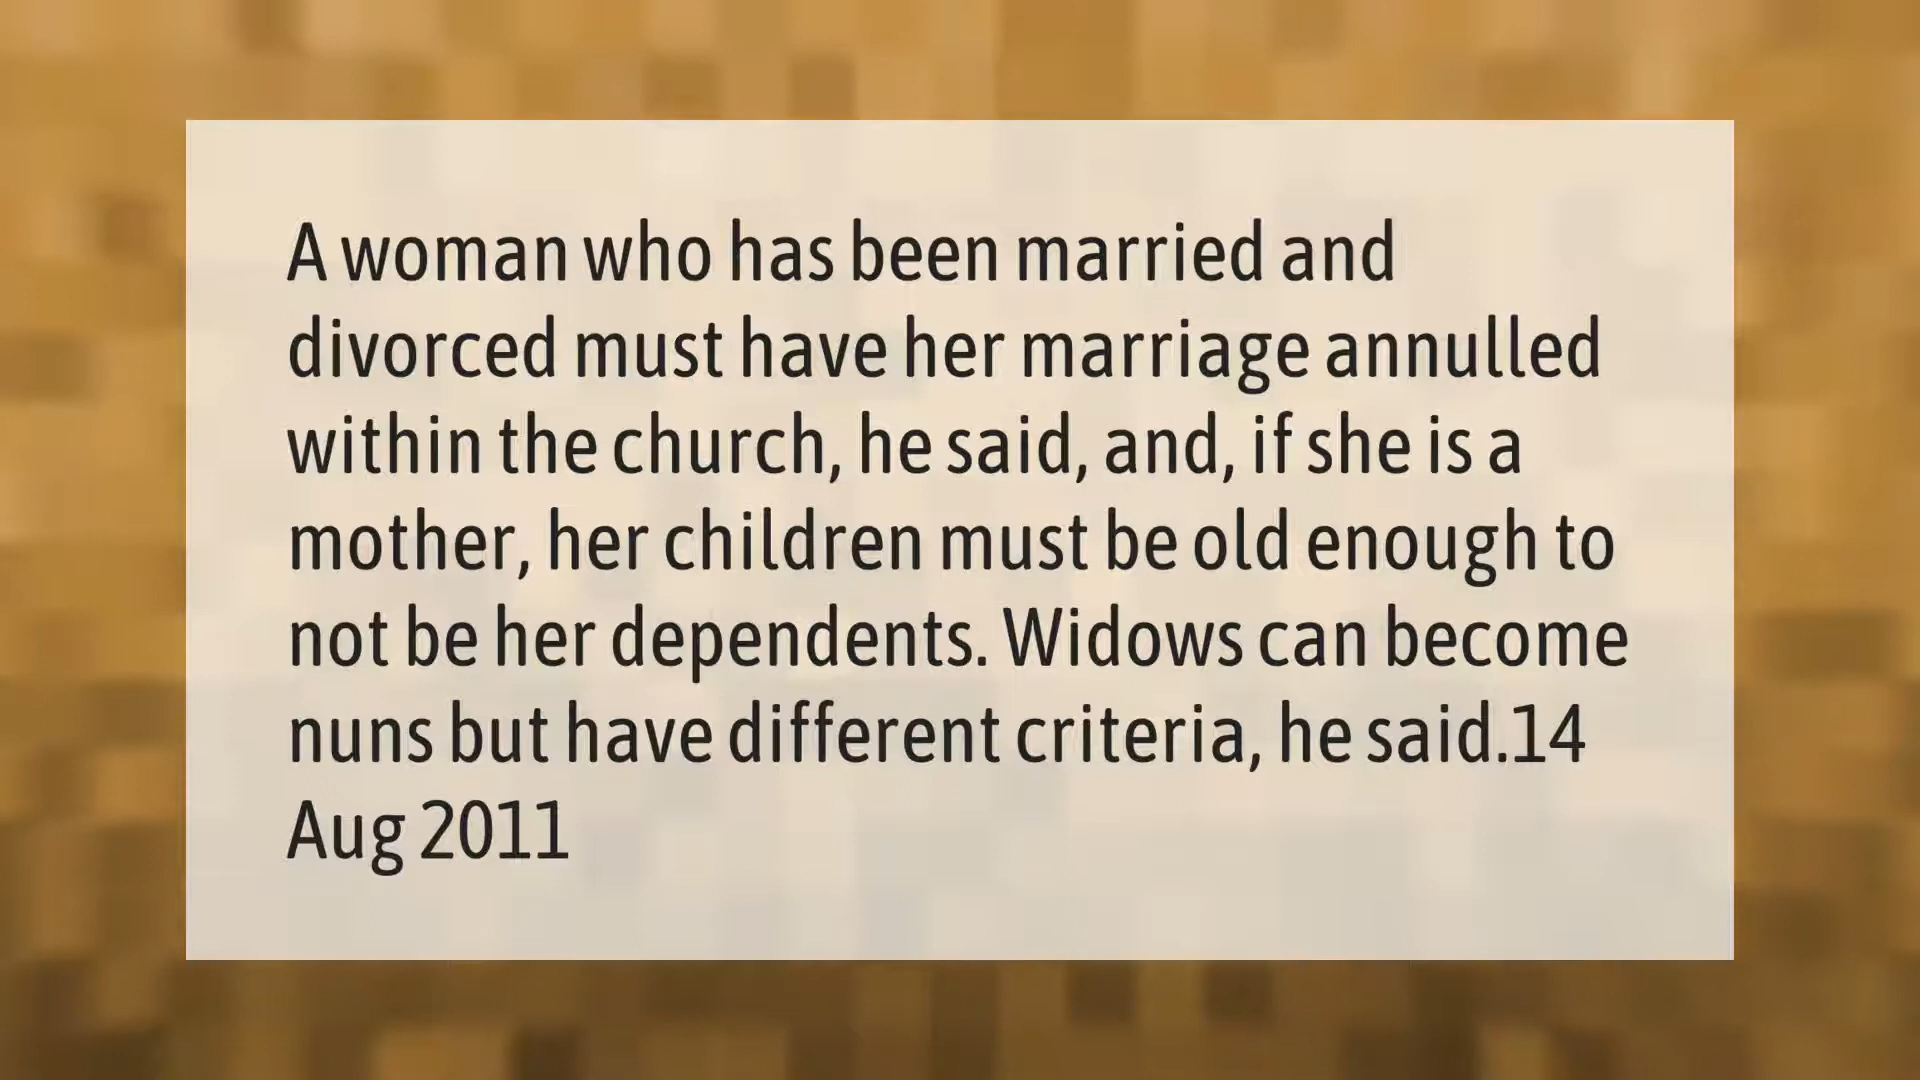 A woman who has been married and
divorced must have her marriage annulled
within the church, he said, and, if she is a
mother, her children must be old enough to
not be her dependents. Widows can become
nuns but have different criteria, he said.14
Aug 2011